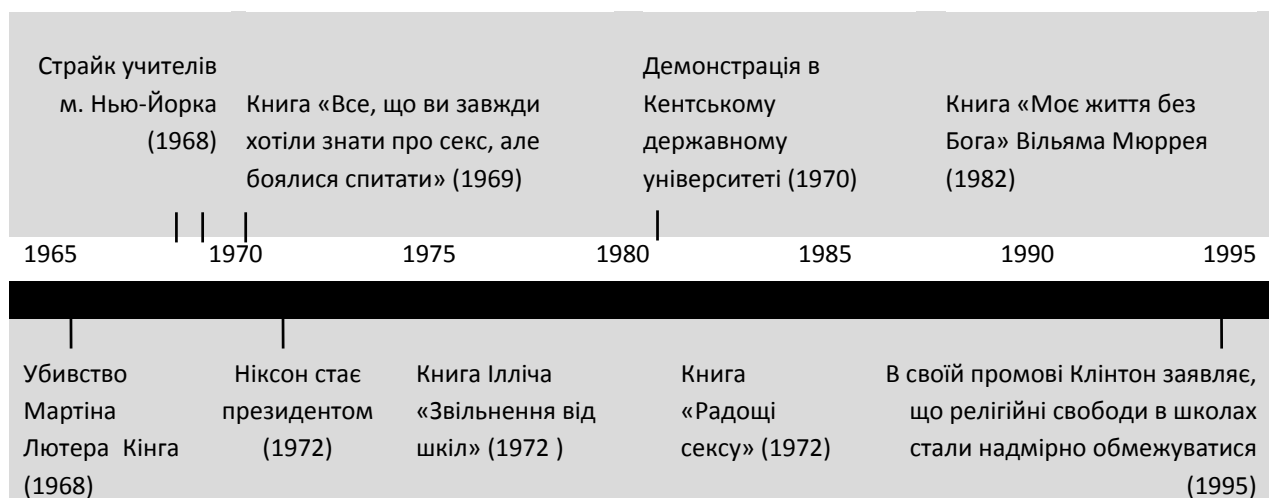 Страйк учителів
м. Нью-Йорка
(1968)
Книга «Все, що ви завжди
хотіли знати про секс, але
боялися спитати» (1969)
Демонстрація в
Кентському
державному
університеті (1970)
Книга «Моє життя без
Бога» Вільяма Мюррея
(1982)
1965 1970 1975 1980 1985 1990 1995
Убивство
Мартіна
Лютера Кінга
(1968)
Ніксон стає
президентом
(1972)
Книга Ілліча
«Звільнення від
шкіл» (1972 )
Книга
«Радощі
сексу» (1972)
В своїй промові Клінтон заявляє,
що релігійні свободи в школах
стали надмірно обмежуватися
(1995)